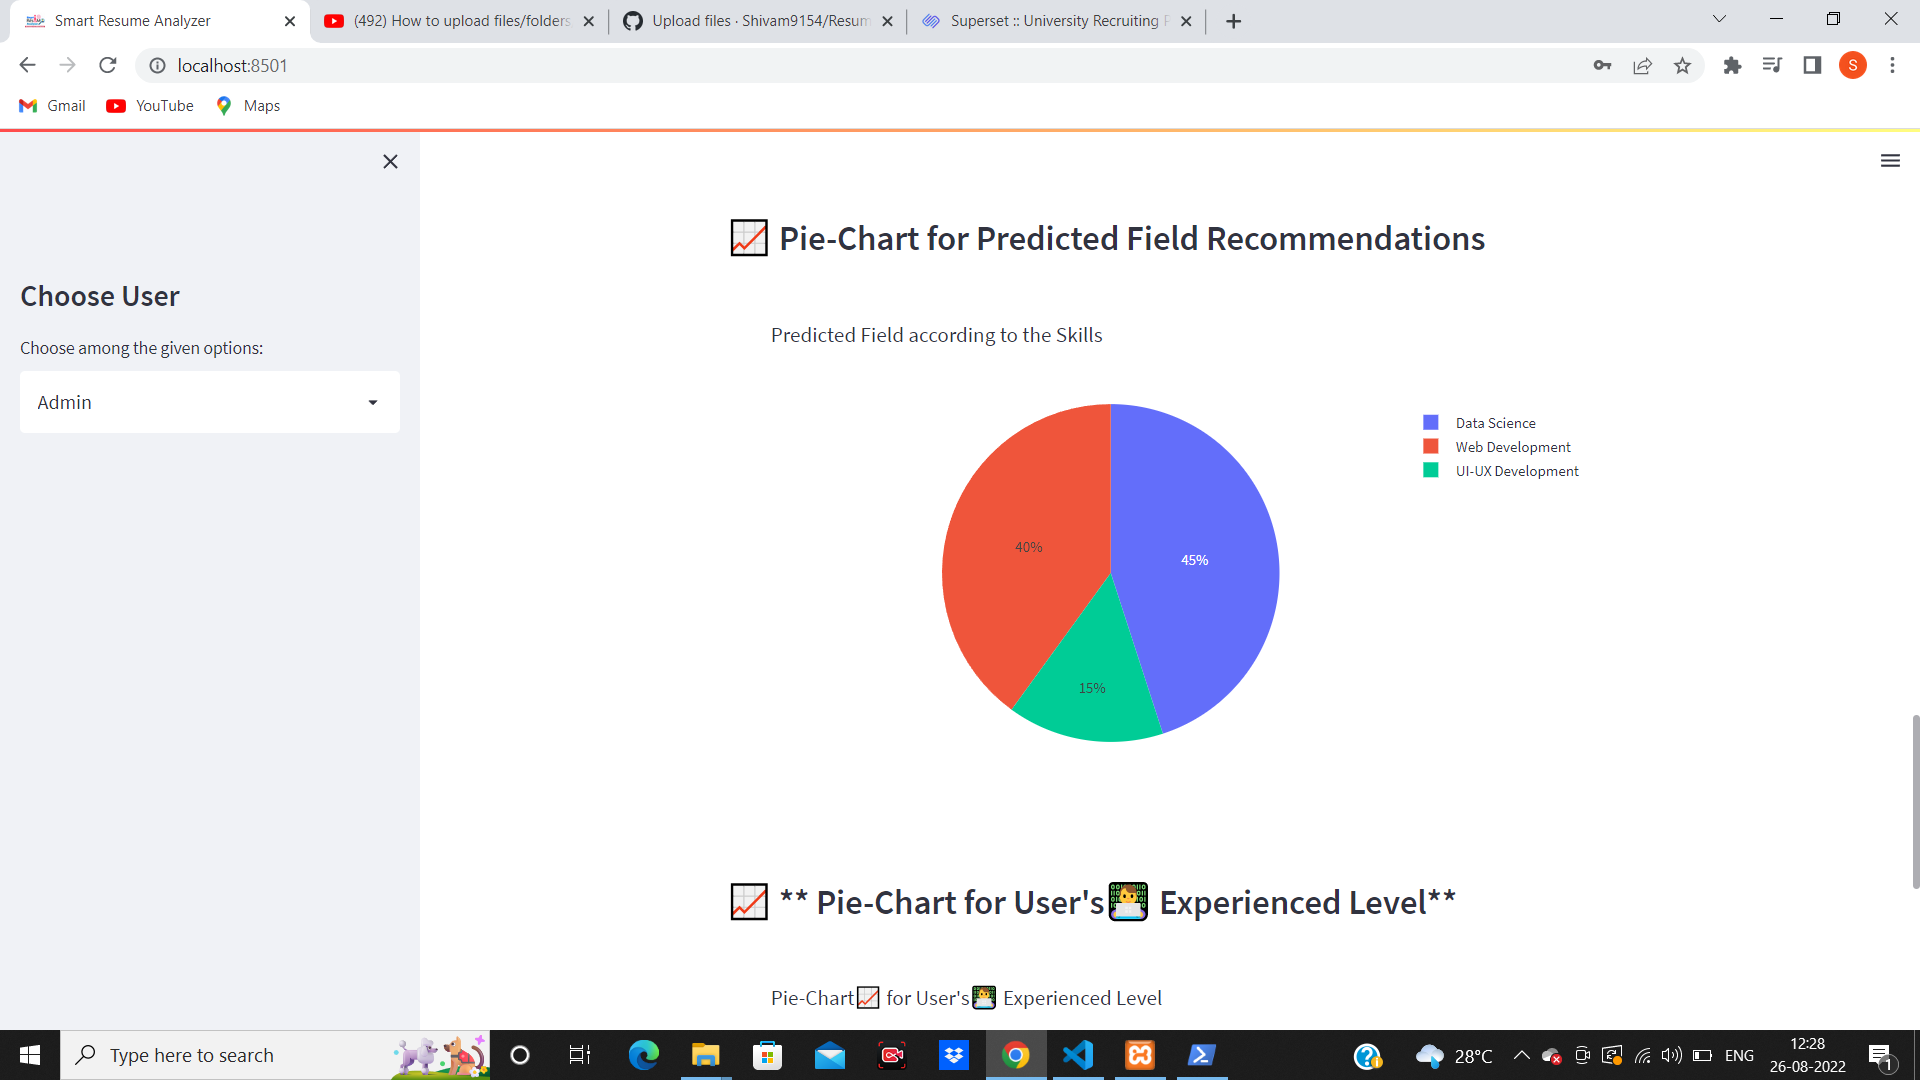 Smart Resume Analyzer
(492) How to upload files/folders
Upload files · Shivam9154/Resum
Superset :: University Recruiting P
localhost:8501
S
Gmail
YouTube
Maps
Choose User
Choose among the given options:
Admin
Pie-Chart for Predicted Field Recommendations
Predicted Field according to the Skills
Data Science
Web Development
UI-UX Development
40%
45%
15%
** Pie-Chart for User's Experienced Level**
Pie-Chart for User's Experienced Level
Type here to search
28°C
ENG
12:28
26-08-2022
1